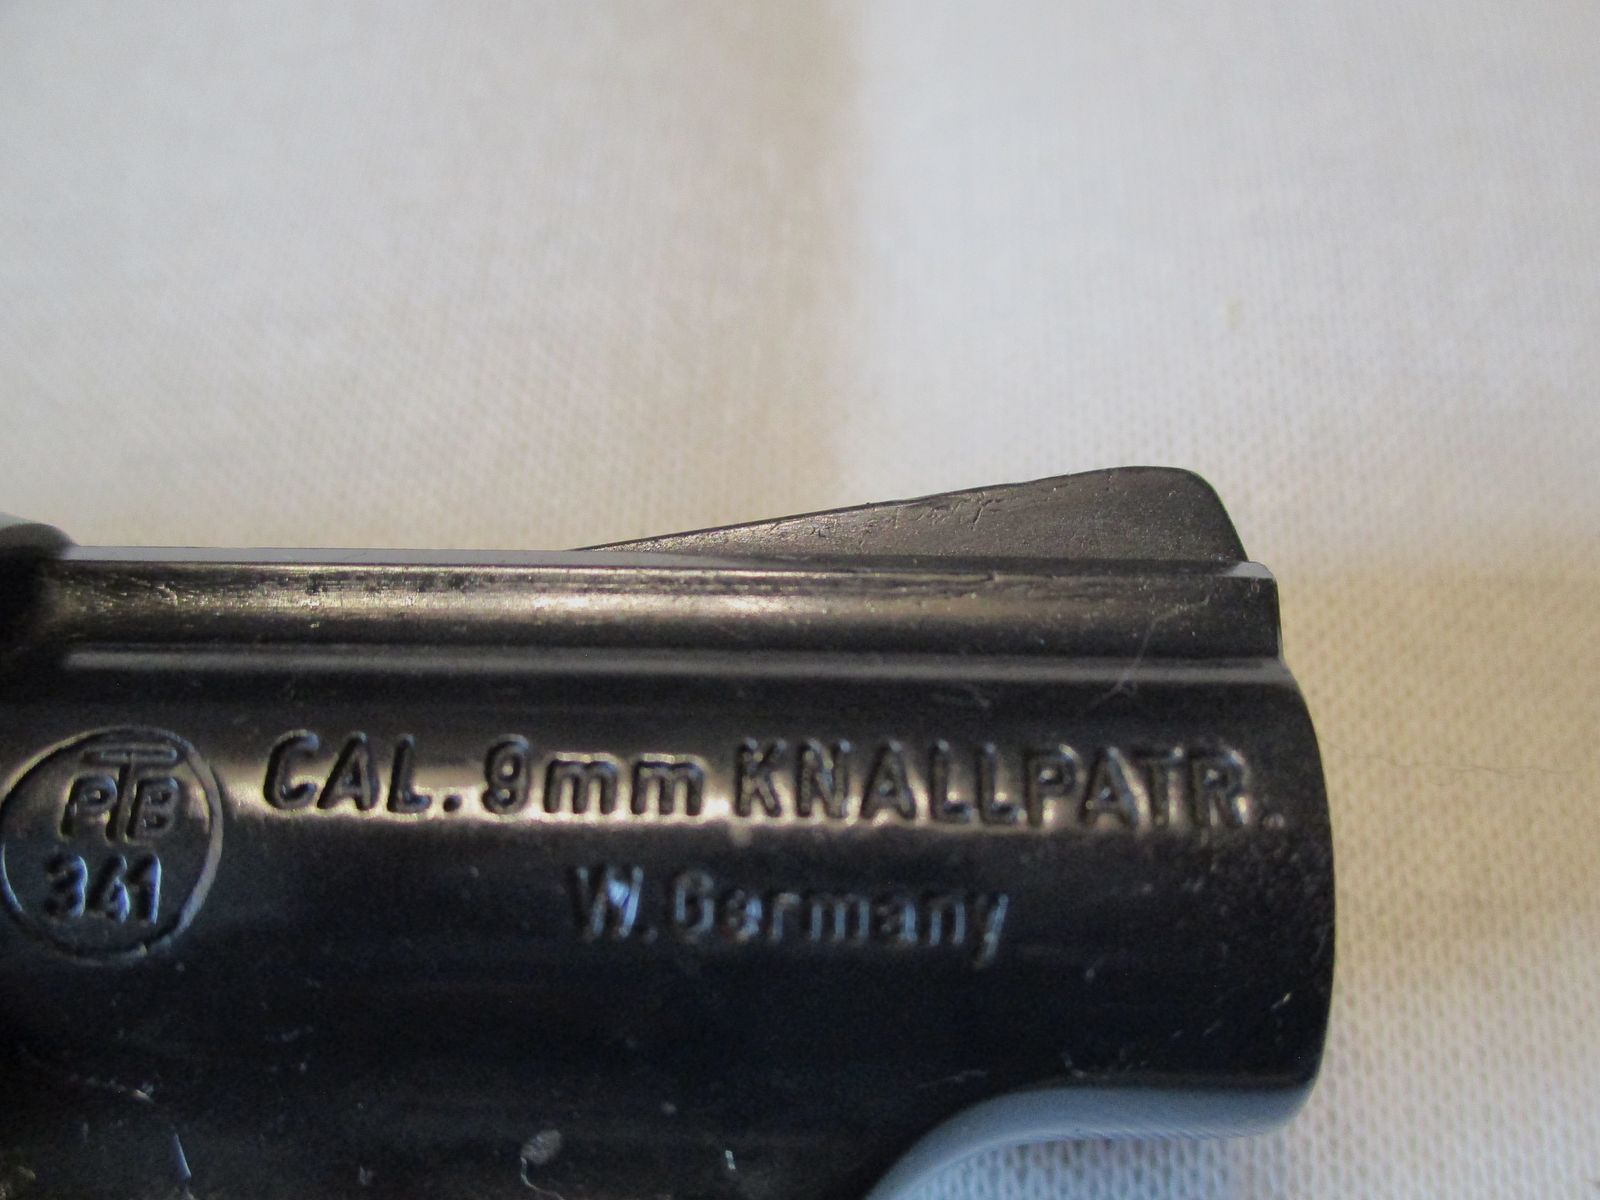 PTB
341
CAL. 9mm KNALLPATR.
W. Germany